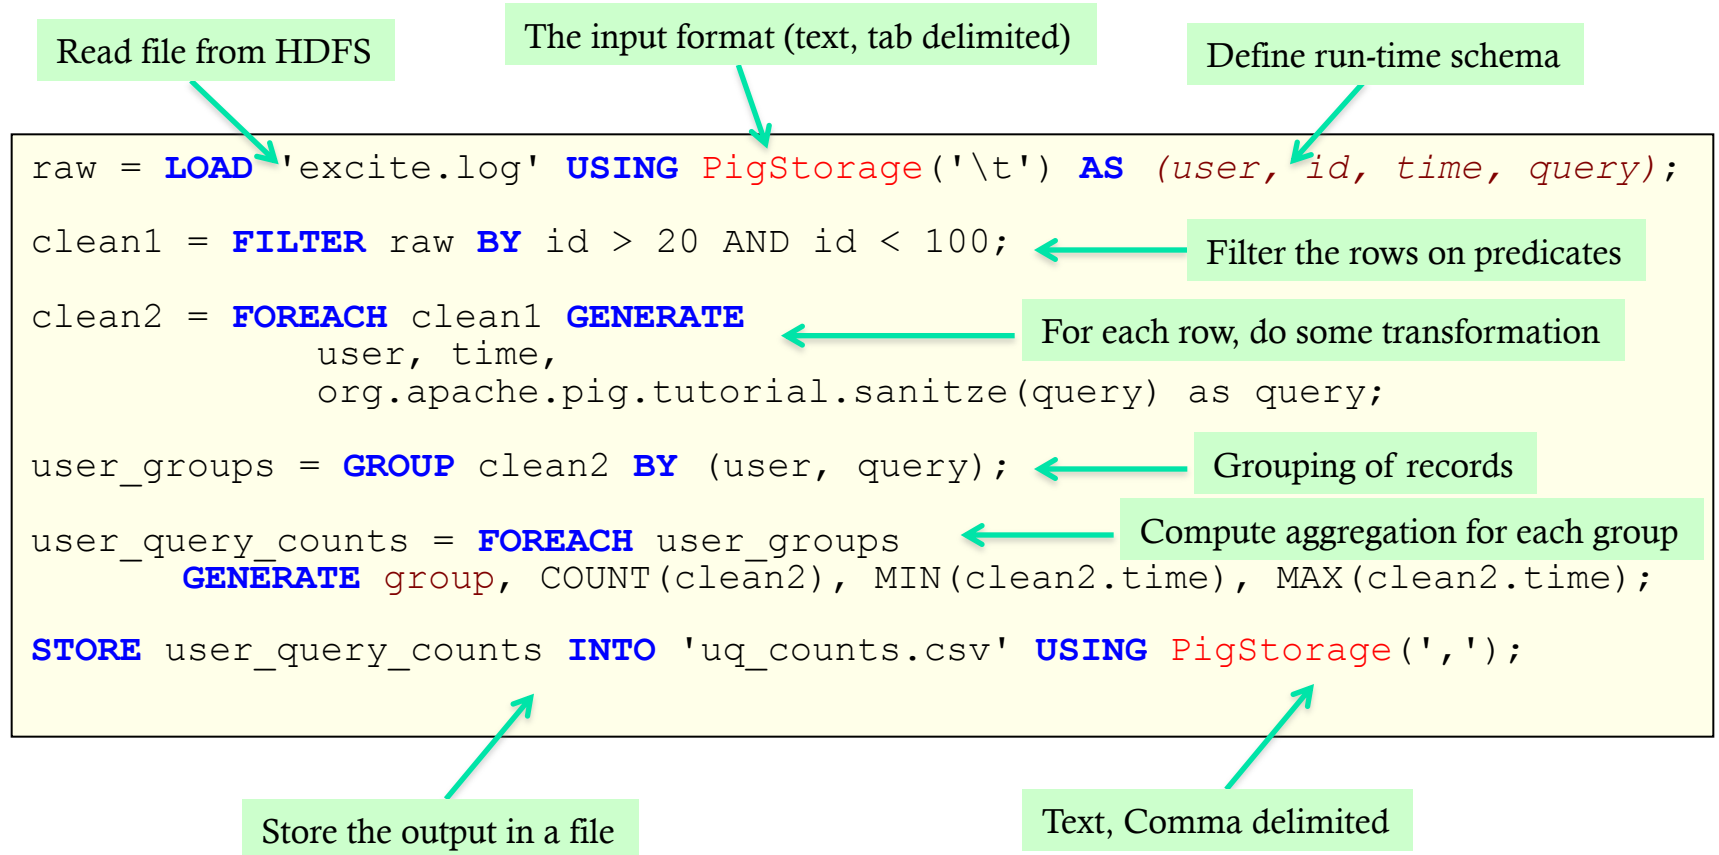 Read file from HDFS
The input format (text, tab delimited)
Define run-time schema
raw = LOAD 'excite.log' USING PigStorage('\t') AS (user, id, time, query);
clean1 = FILTER raw BY id > 20 AND id < 100;
Filter the rows on predicates
clean2 = FOREACH clean1 GENERATE
For each row, do some transformation
user, time,
org.apache.pig.tutorial.sanitze(query) as query;
user_groups = GROUP clean2 BY (user, query);
Grouping of records
Compute aggregation for each group
user_query_counts = FOREACH user_groups
GENERATE group, COUNT(clean2), MIN(clean2.time), MAX(clean2.time);
STORE user_query_counts INTO 'uq_counts.csv' USING PigStorage(',');
Store the output in a file
Text, Comma delimited